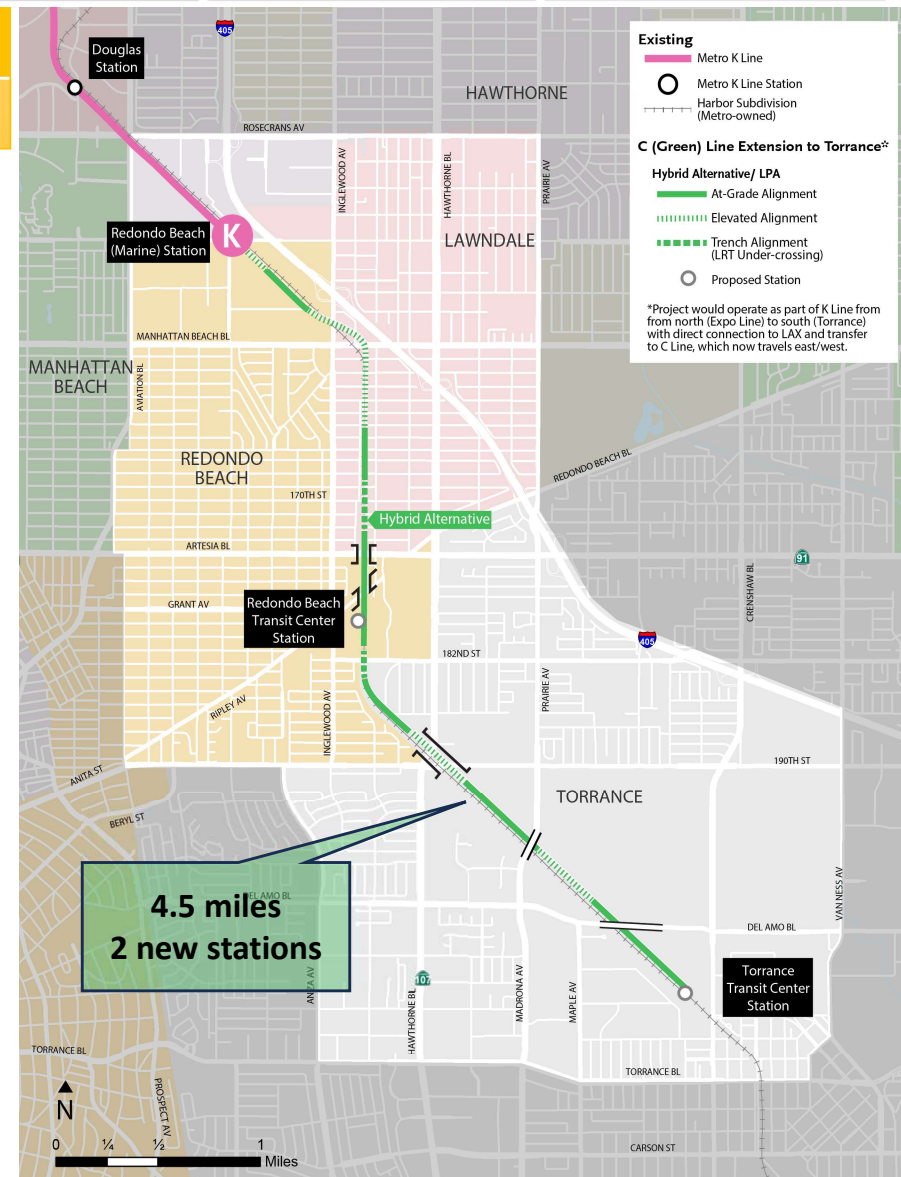 405
Douglas
Station
HAWTHORNE
ROSECRANS AV
INGLEWOOD AV
HAWTHORNE BL
PRAIRIE AV
Redondo Beach
(Marine) Station
K
LAWNDALE
MANHATTAN BEACH BL
MANHATTAN
BEACH
AVIATION BL
REDONDO
BEACH
REDONDO BEACH BL
170TH ST
Hybrid Alternative
ARTESIA BL
91
CRENSHAW BL
GRANT AV
Redondo Beach
Transit Center
Station
405
182ND ST
INGLEWOOD AV
PRAIRIE AV
RIPLEY AV
190TH ST
ANITA ST
BERYL ST
TORRANCE
4.5 miles
2 new stations
DEL AMO BL
VAN NESS AV
DEL AMO BL
ANZA AV
107
HAWTHORNE BL
MADRONA AV
MAPLE AV
Torrance
Transit Center
Station
TORRANCE BL
TORRANCE BL
PROSPECT AV
CARSON ST
N
0 ¼ ½ 1
Miles
Existing
Metro K Line
Metro K Line Station
Harbor Subdivision
(Metro-owned)
C (Green) Line Extension to Torrance*
Hybrid Alternative/ LPA
At-Grade Alignment
Elevated Alignment
Trench Alignment
(LRT Under-crossing)
Proposed Station
*Project would operate as part of K Line from
from north (Expo Line) to south (Torrance)
with direct connection to LAX and transfer
to C Line, which now travels east/west.